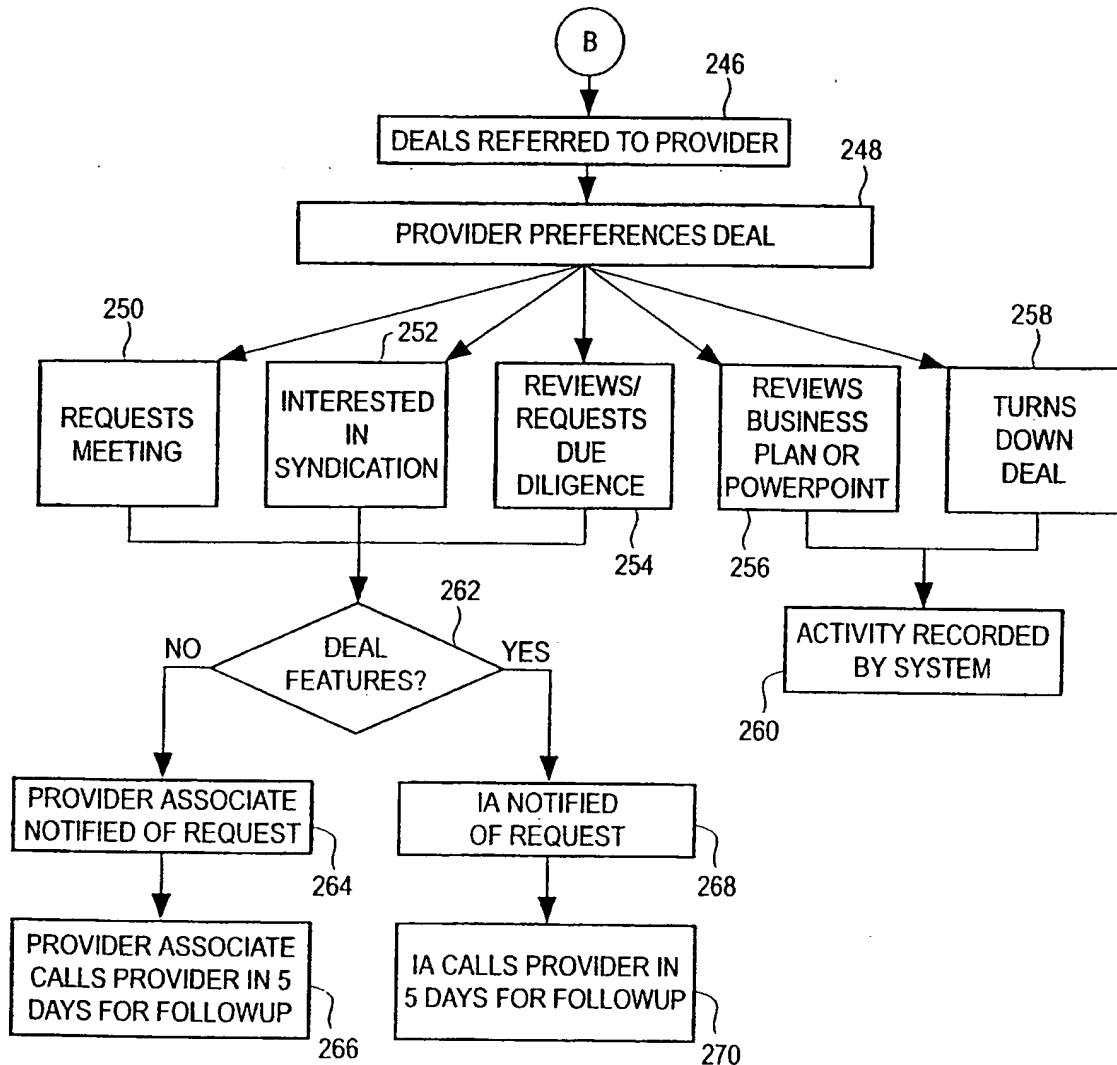 B
246
DEALS REFERRED TO PROVIDER
248
PROVIDER PREFERENCES DEAL
250
252
258
REQUESTS
MEETING
INTERESTED
IN
SYNDICATION
REVIEWS/
REQUESTS
DUE
DILIGENCE
REVIEWS
BUSINESS
PLAN OR
POWERPOINT
TURNS
DOWN
DEAL
254
256
262
NO
DEAL
FEATURES?
YES
ACTIVITY RECORDED
BY SYSTEM
260
PROVIDER ASSOCIATE
NOTIFIED OF REQUEST
264
IA NOTIFIED
OF REQUEST
268
PROVIDER ASSOCIATE
CALLS PROVIDER IN 5
DAYS FOR FOLLOWUP
266
IA CALLS PROVIDER IN
5 DAYS FOR FOLLOWUP
270